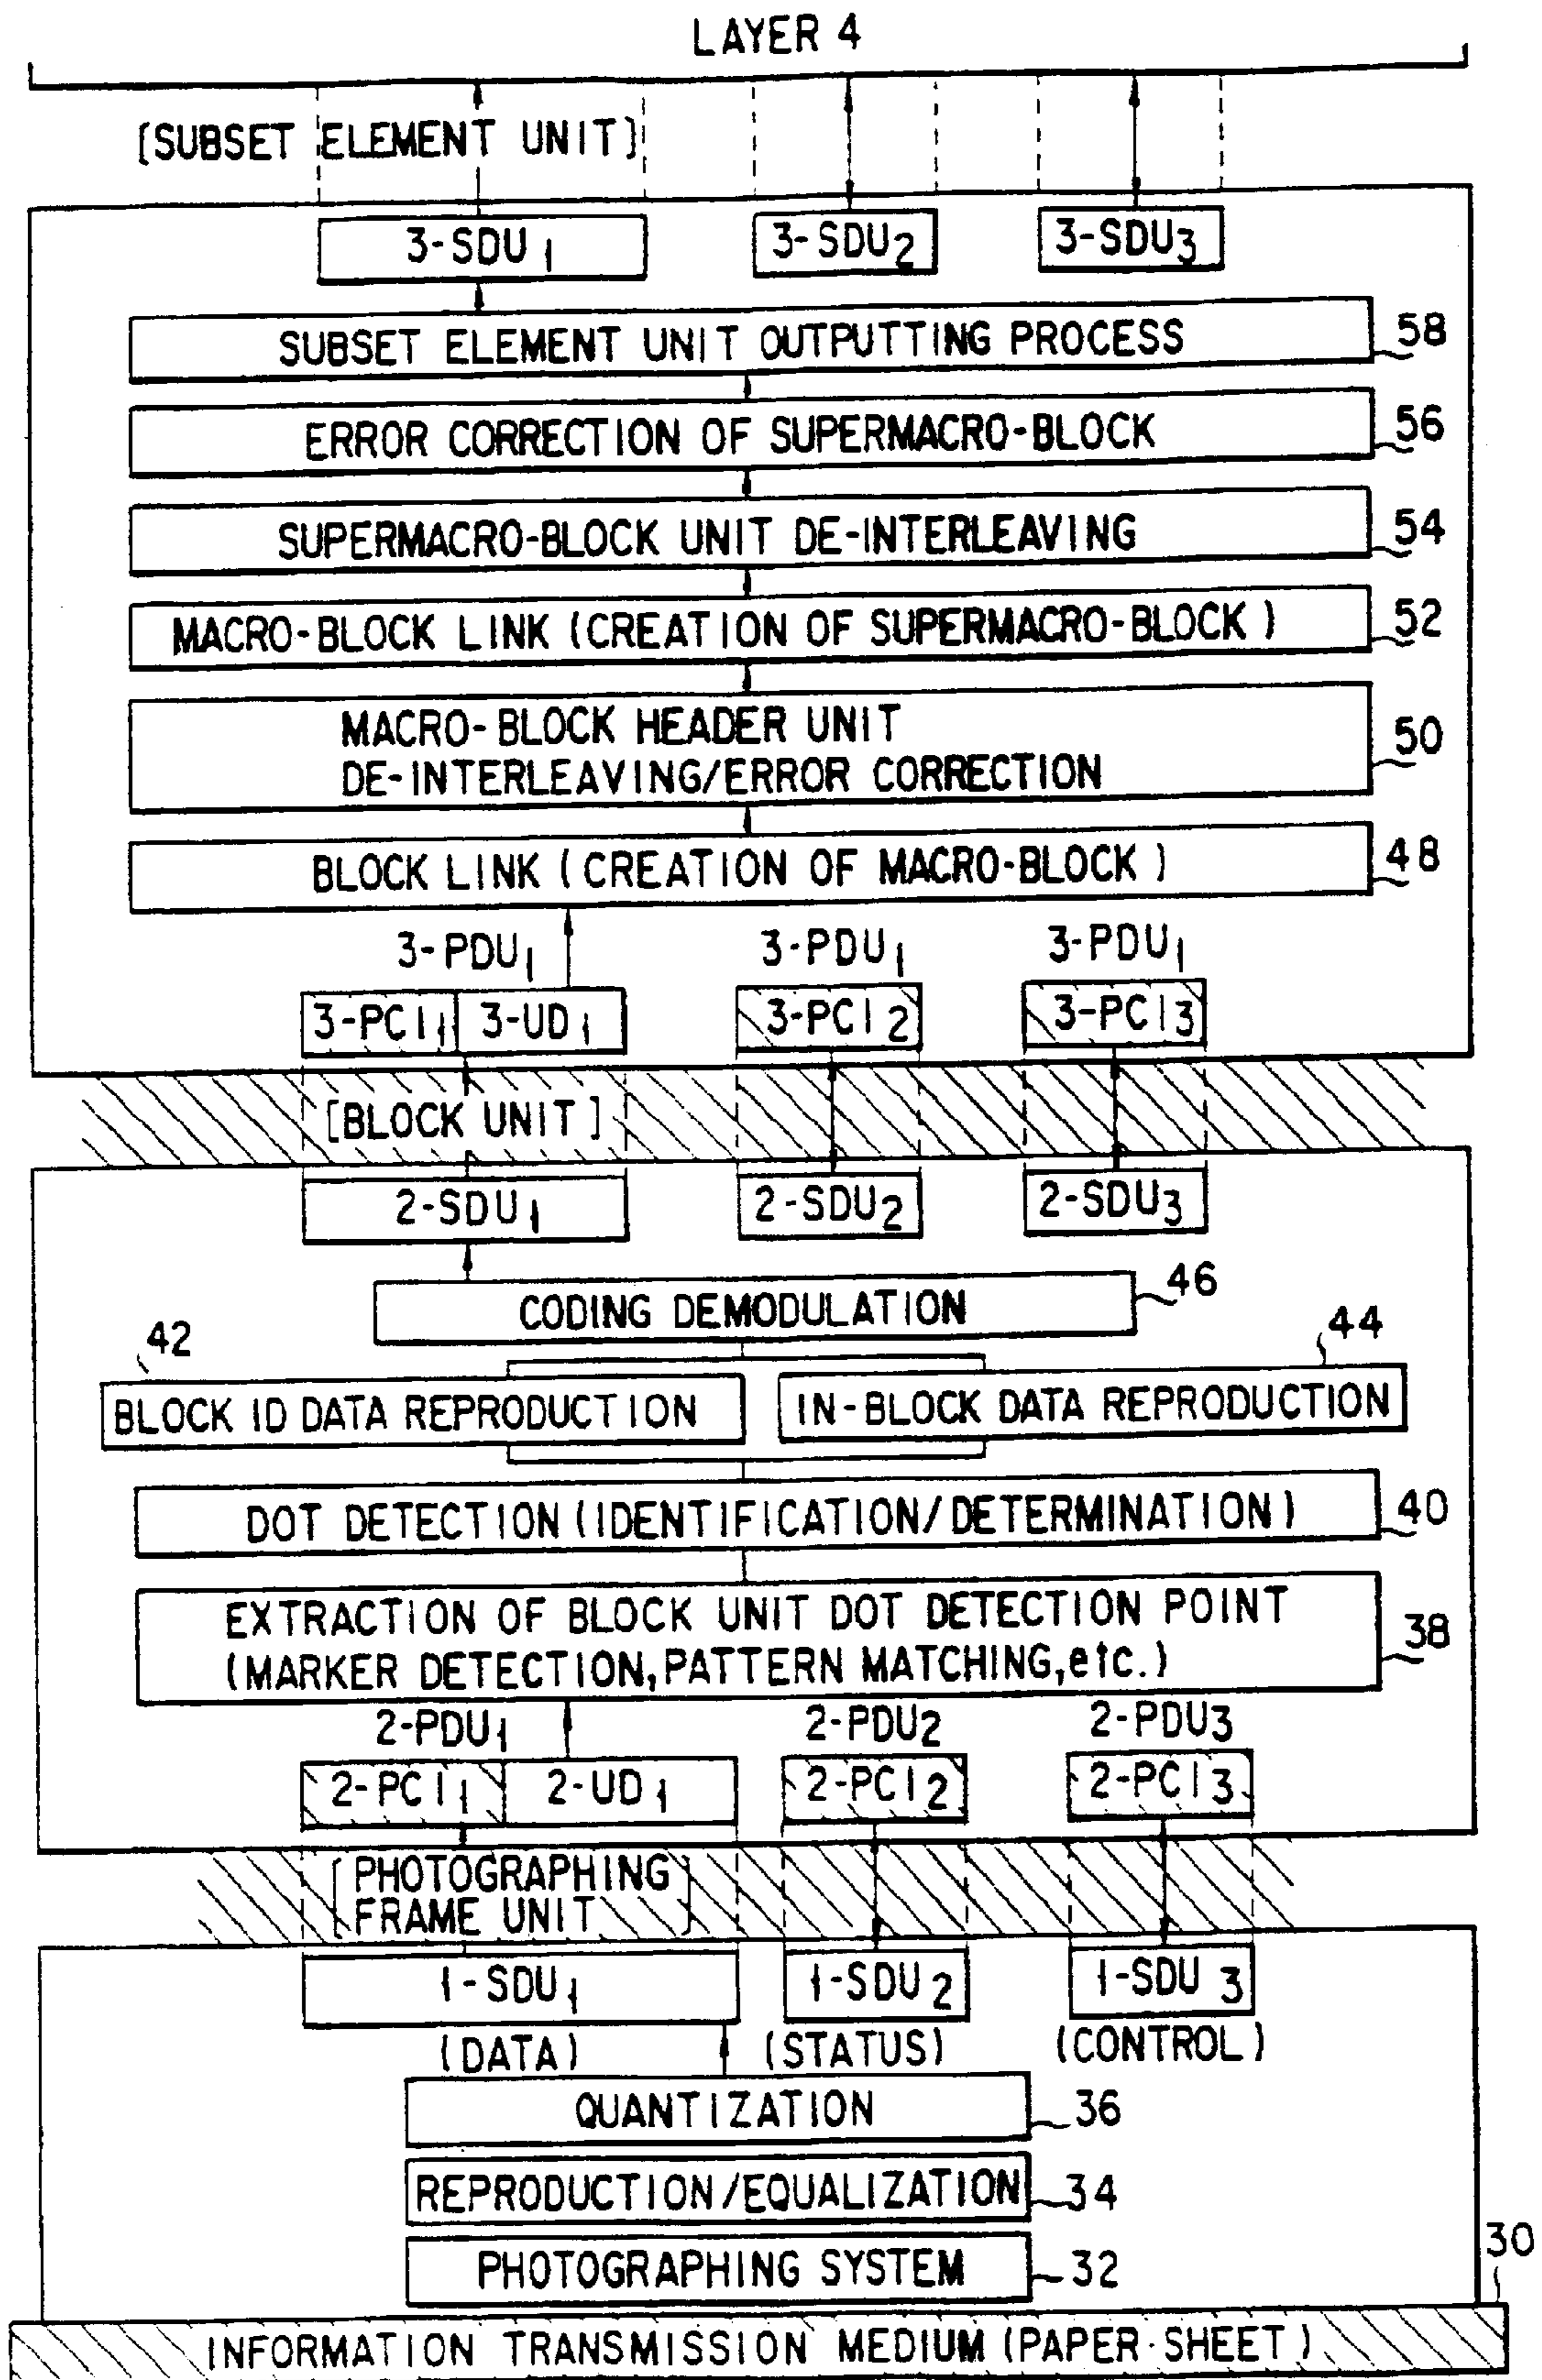 LAYER 4
[SUBSET ELEMENT UNIT]
3-SDU1 3-SDU2 3-SDU3
SUBSET ELEMENT UNIT OUTPUTTING PROCESS 58
ERROR CORRECTION OF SUPERMACRO-BLOCK 56
SUPERMACRO-BLOCK UNIT DE-INTERLEAVING 54
MACRO-BLOCK LINK (CREATION OF SUPERMACRO-BLOCK) 52
MACRO-BLOCK HEADER UNIT
DE-INTERLEAVING/ERROR CORRECTION 50
BLOCK LINK (CREATION OF MACRO-BLOCK) 48
3-PDU1 3-PDU1 3-PDU1
3-PCI1 3-UD1 3-PCI2 3-PCI3
[BLOCK UNIT]
2-SDU1 2-SDU2 2-SDU3
CODING DEMODULATION 46
42 44
BLOCK ID DATA REPRODUCTION IN-BLOCK DATA REPRODUCTION
DOT DETECTION (IDENTIFICATION/DETERMINATION) 40
EXTRACTION OF BLOCK UNIT DOT DETECTION POINT
(MARKER DETECTION, PATTERN MATCHING, etc.) 38
2-PDU1 2-PDU2 2-PDU3
2-PCI1 2-UD1 2-PCI2 2-PCI3
[PHOTOGRAPHING
FRAME UNIT]
1-SDU1 1-SDU2 1-SDU3
(DATA) (STATUS) (CONTROL)
QUANTIZATION 36
REPRODUCTION/EQUALIZATION 34
PHOTOGRAPHING SYSTEM 32
30
INFORMATION TRANSMISSION MEDIUM (PAPER·SHEET)